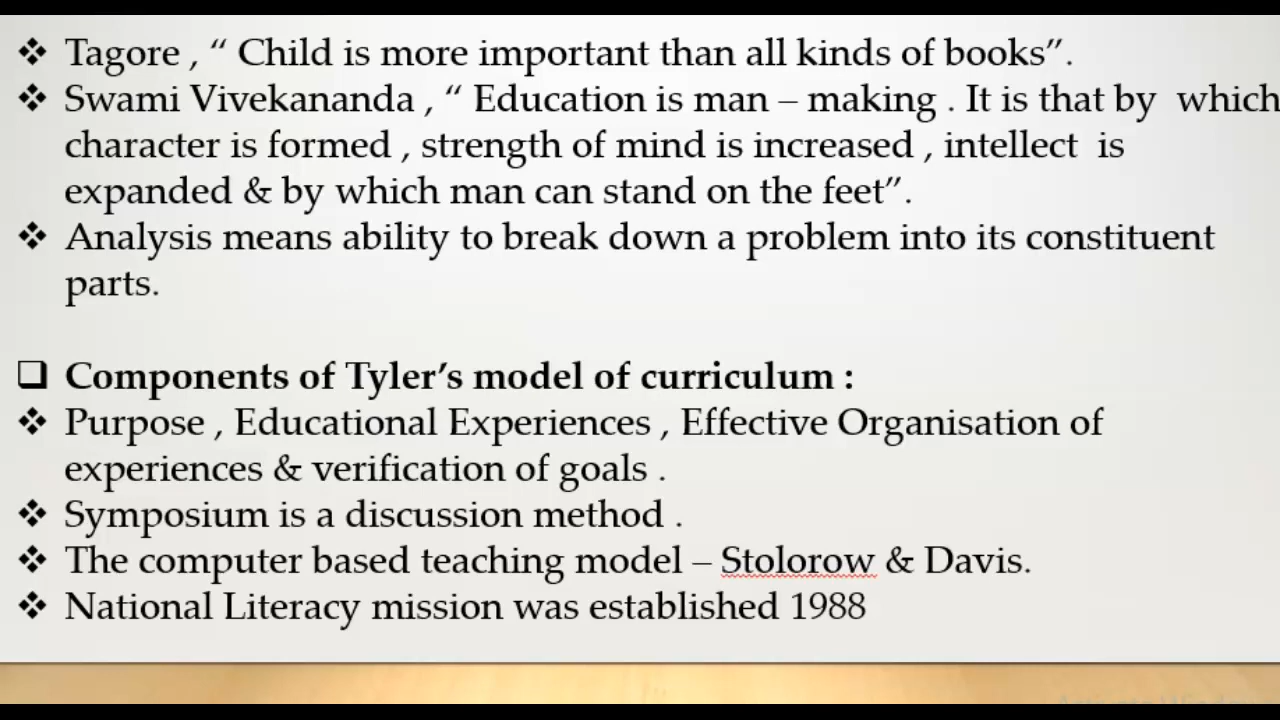 ❖ Tagore , “ Child is more important than all kinds of books”.
❖ Swami Vivekananda , “ Education is man – making . It is that by which
character is formed , strength of mind is increased , intellect is
expanded & by which man can stand on the feet”.
❖ Analysis means ability to break down a problem into its constituent
parts.
❑ Components of Tyler’s model of curriculum :
❖ Purpose , Educational Experiences , Effective Organisation of
experiences & verification of goals .
❖ Symposium is a discussion method .
❖ The computer based teaching model – Stolorow & Davis.
❖ National Literacy mission was established 1988